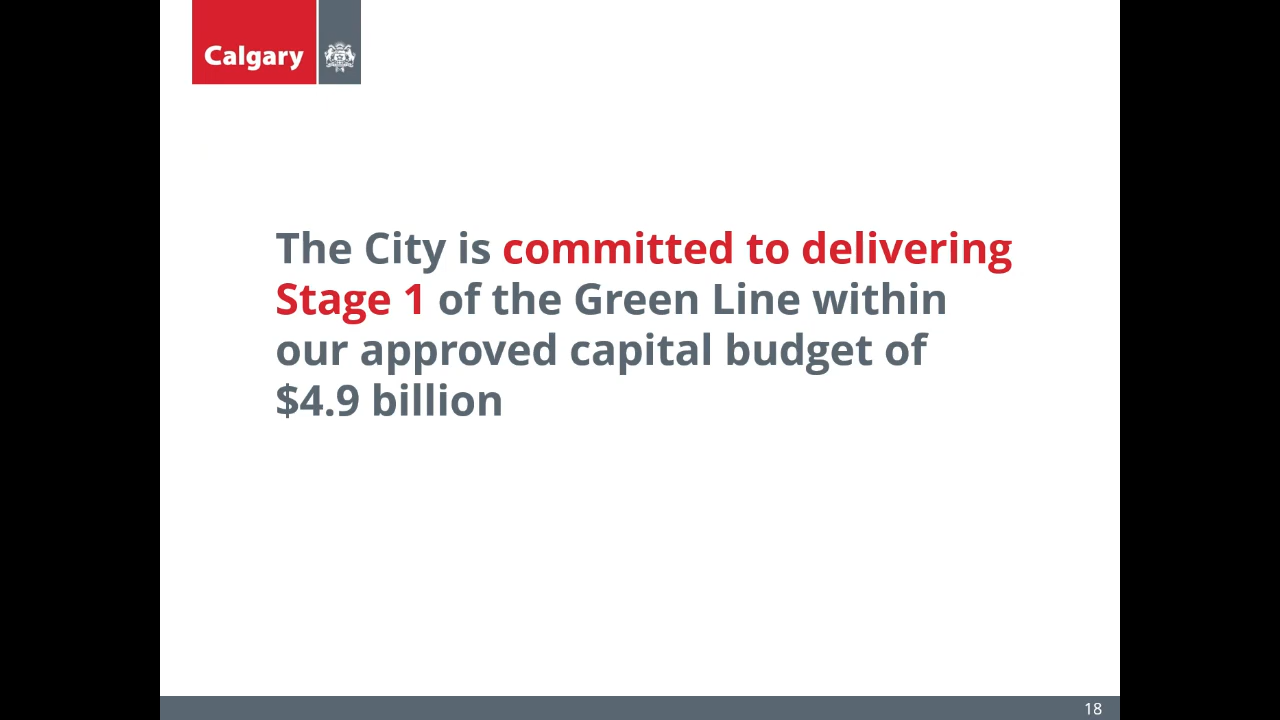 Calgary
The City is committed to delivering
Stage 1 of the Green Line within
our approved capital budget of
$4.9 billion
18